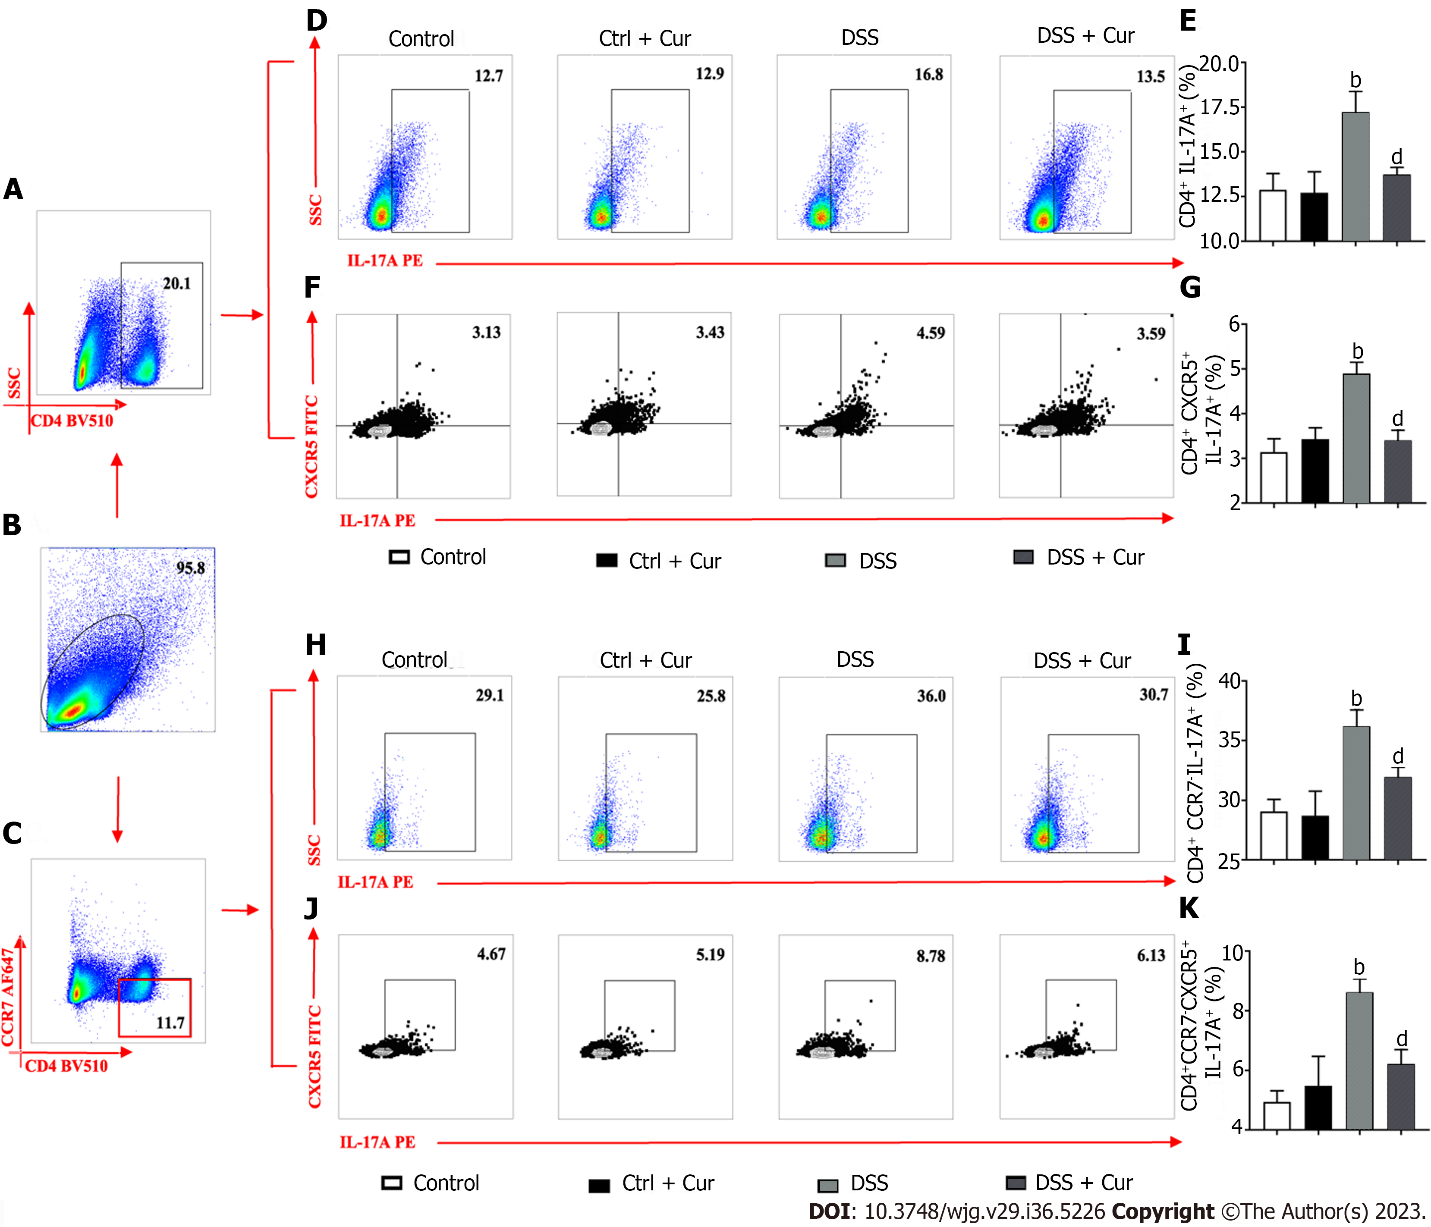 D
Control
Ctrl + Cur
DSS
DSS + Cur
E
12.7
12.9
16.8
13.5
SSC
IL-17A PE
CD4⁺ IL-17A⁺ (%)
20.0
17.5
15.0
12.5
10.0
b
d
A
20.1
SSC
CD4 BV510
F
3.13
3.43
4.59
3.59
CXCR5 FITC
IL-17A PE
G
CD4⁺ CXCR5⁺
IL-17A⁺ (%)
6
5
4
3
2
b
d
Control
Ctrl + Cur
DSS
DSS + Cur
B
95.8
H
Control
Ctrl + Cur
DSS
DSS + Cur
29.1
25.8
36.0
30.7
SSC
IL-17A PE
I
CD4⁺ CCR7⁻IL-17A⁺ (%)
40
35
30
25
b
d
C
11.7
CCR7 AF647
CD4 BV510
J
4.67
5.19
8.78
6.13
CXCR5 FITC
IL-17A PE
K
CD4⁺CCR7⁻CXCR5⁺
IL-17A⁺ (%)
10
8
6
4
b
d
Control
Ctrl + Cur
DSS
DSS + Cur
DOI: 10.3748/wjg.v29.i36.5226 Copyright ©The Author(s) 2023.